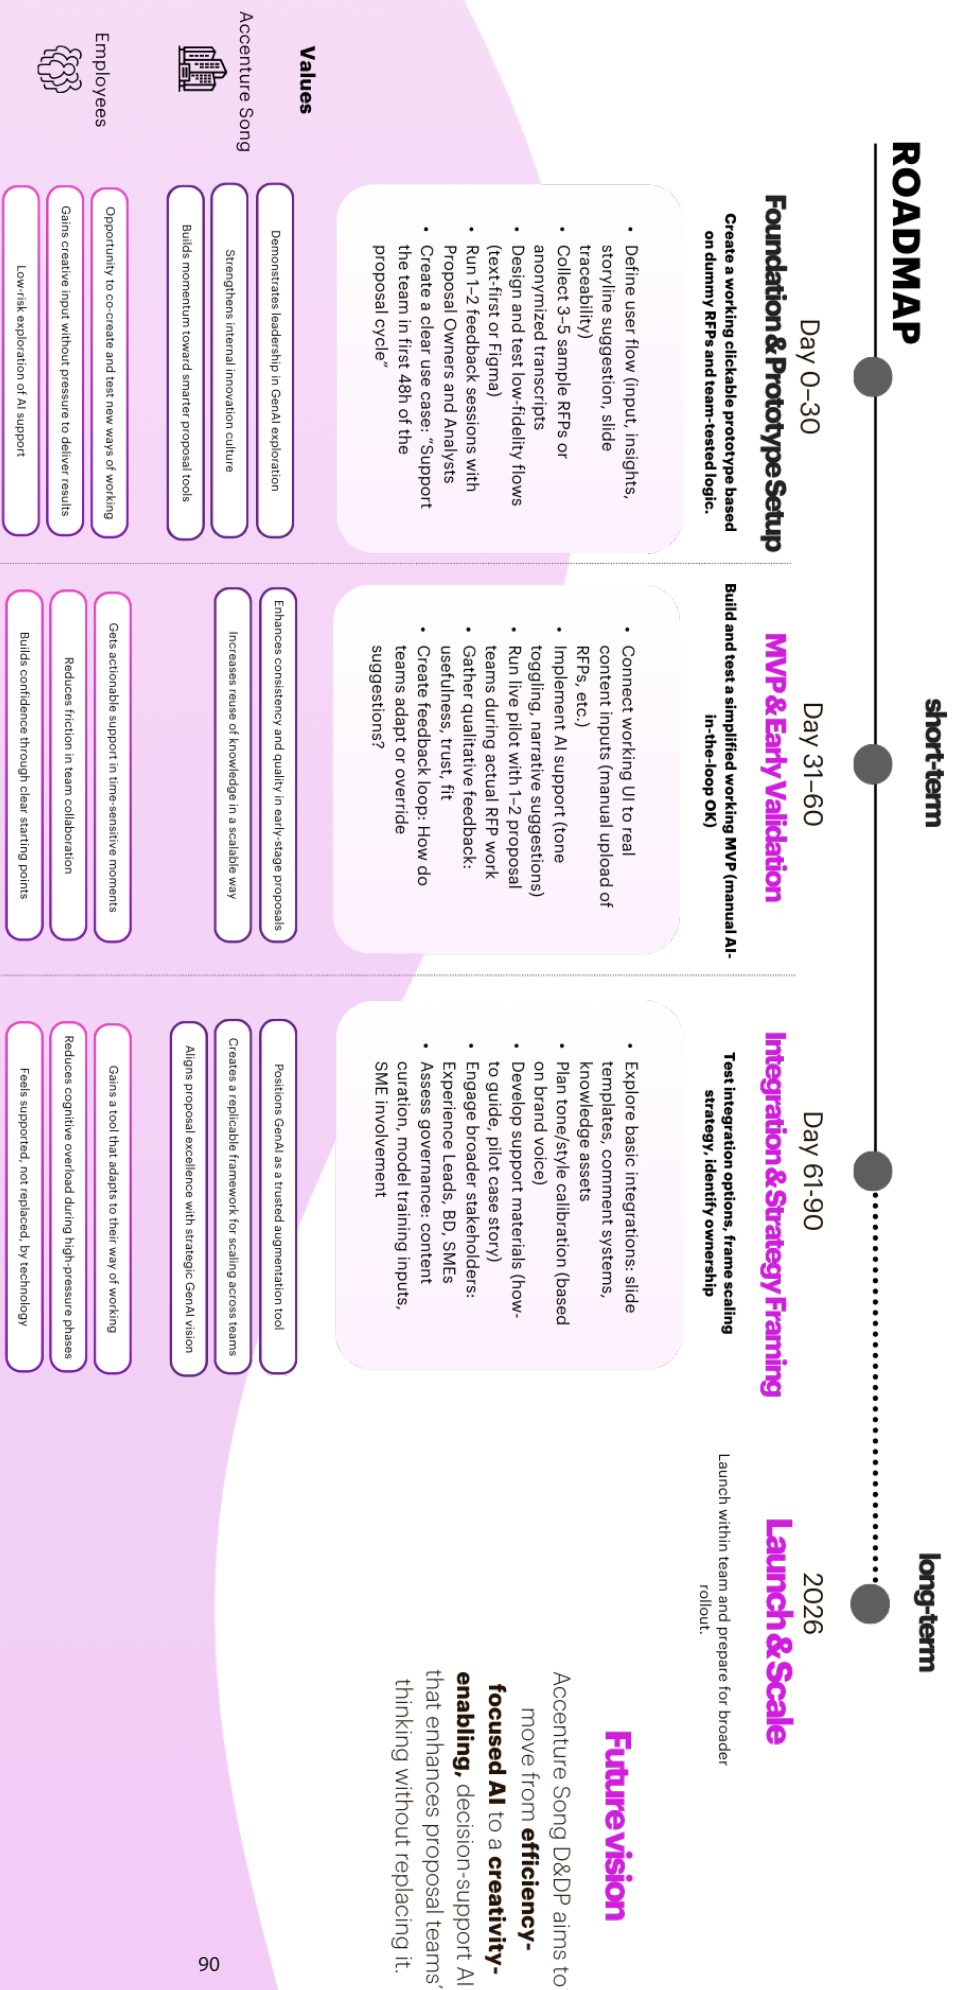 ROADMAP
short-term
long-term
Day 0–30
Foundation & Prototype Setup
Create a working clickable prototype based
on dummy RFPs and team-tested logic.
• Define user flow (input, insights,
storyline suggestion, slide
traceability)
• Collect 3–5 sample RFPs or
anonymized transcripts
• Design and test low-fidelity flows
(text-first or Figma)
• Run 1–2 feedback sessions with
Proposal Owners and Analysts
• Create a clear use case: “Support
the team in first 48h of the
proposal cycle”
Day 31–60
MVP & Early Validation
Build and test a simplified working MVP (manual AI-
in-the-loop OK)
• Connect working UI to real
content inputs (manual upload of
RFPs, etc.)
• Implement AI support (tone
toggling, narrative suggestions)
• Run live pilot with 1–2 proposal
teams during actual RFP work
• Gather qualitative feedback:
usefulness, trust, fit
• Create feedback loop: How do
teams adapt or override
suggestions?
Day 61-90
Integration & Strategy Framing
Test integration options, frame scaling
strategy, identify ownership
• Explore basic integrations: slide
templates, comment systems,
knowledge assets
• Plan tone/style calibration (based
on brand voice)
• Develop support materials (how-
to guide, pilot case story)
• Engage broader stakeholders:
Experience Leads, BD, SMEs
• Assess governance: content
curation, model training inputs,
SME involvement
2026
Launch & Scale
Launch within team and prepare for broader
rollout.
Future vision
Accenture Song D&DP aims to
move from efficiency-
focused AI to a creativity-
enabling, decision-support AI
that enhances proposal teams’
thinking without replacing it.
Values
Accenture Song
Demonstrates leadership in GenAI exploration
Strengthens internal innovation culture
Builds momentum toward smarter proposal tools
Enhances consistency and quality in early-stage proposals
Increases reuse of knowledge in a scalable way
Positions GenAI as a trusted augmentation tool
Creates a replicable framework for scaling across teams
Aligns proposal excellence with strategic GenAI vision
Employees
Opportunity to co-create and test new ways of working
Gains creative input without pressure to deliver results
Low-risk exploration of AI support
Gets actionable support in time-sensitive moments
Reduces friction in team collaboration
Builds confidence through clear starting points
Gains a tool that adapts to their way of working
Reduces cognitive overload during high-pressure phases
Feels supported, not replaced, by technology
90